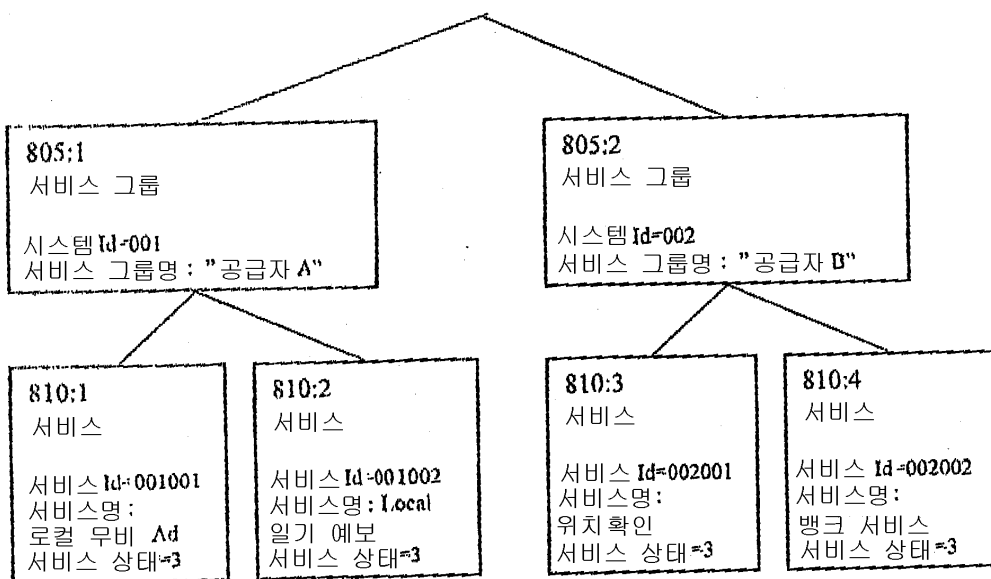 805:1
서비스 그룹
시스템 Id=001
서비스 그룹명 : "공급자 A"
805:2
서비스 그룹
시스템 Id=002
서비스 그룹명 : "공급자 B"
810:1
서비스
서비스 Id=001001
서비스명 :
로컬 무비 Ad
서비스 상태=3
810:2
서비스
서비스 Id=001002
서비스명 : Local
일기 예보
서비스 상태=3
810:3
서비스
서비스 Id=002001
서비스명:
위치확인
서비스 상태=3
810:4
서비스
서비스 Id=002002
서비스명:
뱅크 서비스
서비스 상태=3